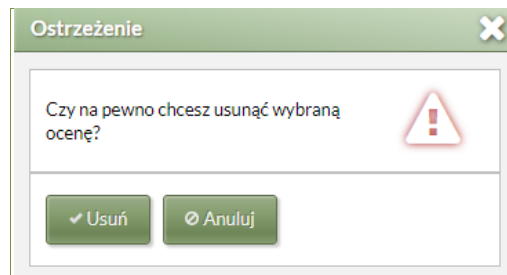 Ostrzeżenie
Czy na pewno chcesz usunąć wybraną
ocenę?
Usuń
Anuluj